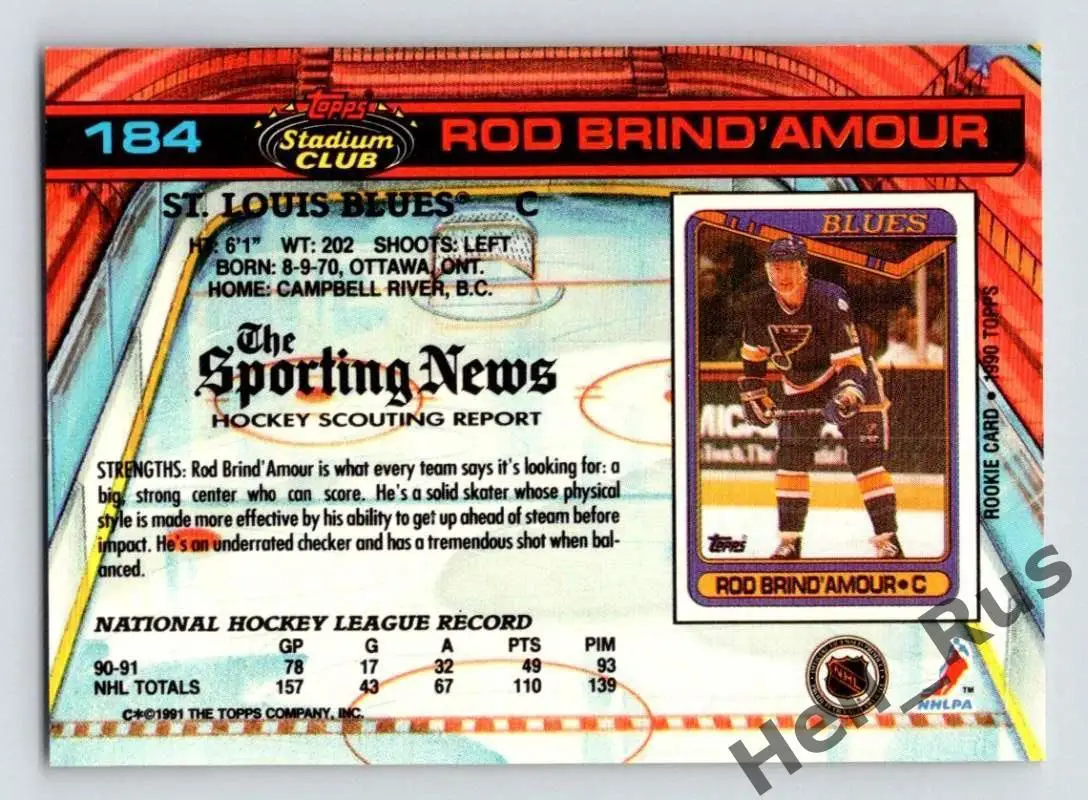 184
Topps
Stadium
CLUB
ROD BRIND'AMOUR
ST. LOUIS BLUES® C
HT: 6'1" WT: 202 SHOOTS: LEFT
BORN: 8-9-70, OTTAWA, ONT.
HOME: CAMPBELL RIVER, B.C.
The
Sporting News
HOCKEY SCOUTING REPORT
STRENGTHS: Rod Brind'Amour is what every team says it's looking for: a
big, strong center who can score. He's a solid skater whose physical
style is made more effective by his ability to get up ahead of steam before
impact. He's an underrated checker and has a tremendous shot when bal-
anced.
BLUES
Topps
ROD BRIND'AMOUR • C
ROOKIE CARD • 1990 TOPPS
NATIONAL HOCKEY LEAGUE RECORD
GP G A PTS PIM
90-91 78 17 32 49 93
NHL TOTALS 157 43 67 110 139
C*©1991 THE TOPPS COMPANY, INC.
NHL
NHLPA ™
Hell_Rus